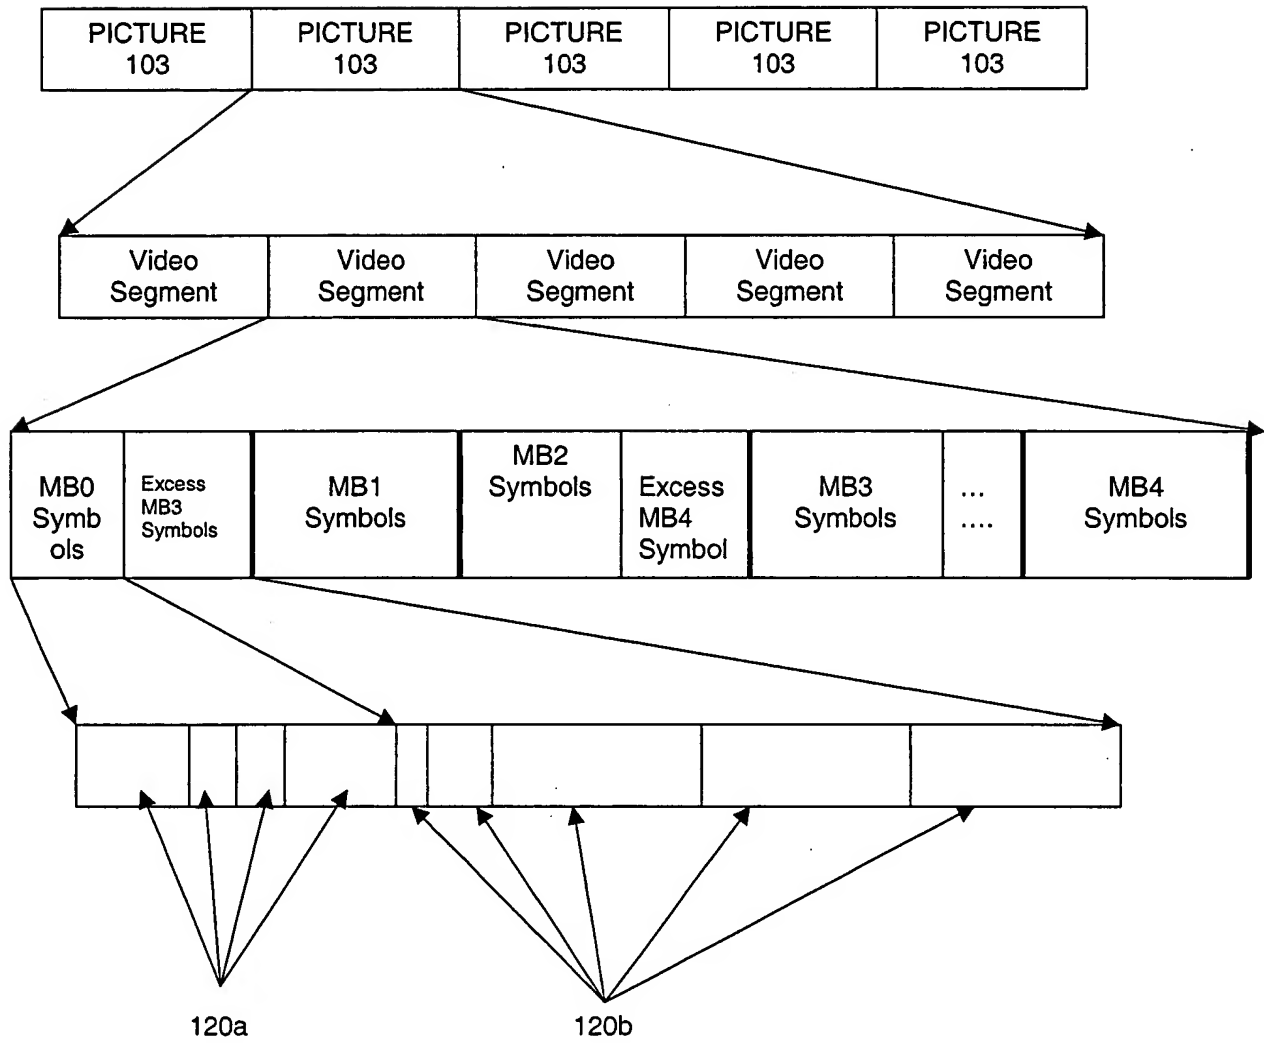 PICTURE 103
PICTURE 103
PICTURE 103
PICTURE 103
PICTURE 103
Video Segment
Video Segment
Video Segment
Video Segment
Video Segment
MB0
Symb
ols
Excess
MB3
Symbols
MB1
Symbols
MB2
Symbols
Excess
MB4
Symbol
MB3
Symbols
...
....
MB4
Symbols
120a
120b